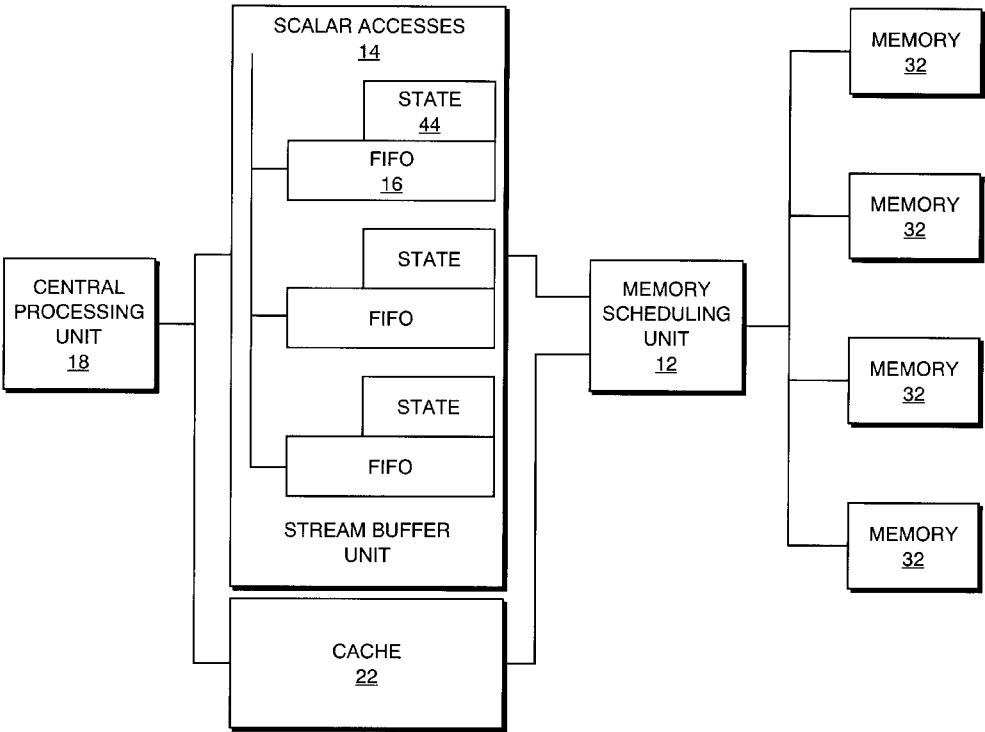 CENTRAL
PROCESSING
UNIT
18
SCALAR ACCESSES
14
STATE
44
FIFO
16
STATE
FIFO
STATE
FIFO
STREAM BUFFER
UNIT
CACHE
22
MEMORY
SCHEDULING
UNIT
12
MEMORY
32
MEMORY
32
MEMORY
32
MEMORY
32